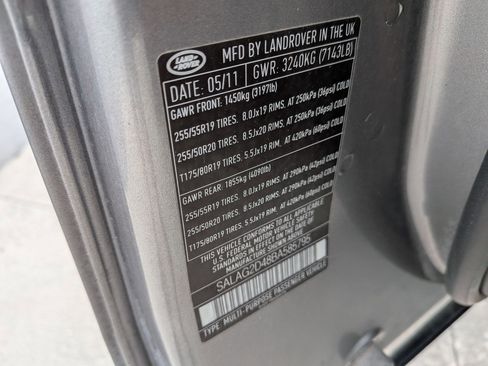 LAND ROVER
MFD BY LANDROVER IN THE UK
DATE: 05/11 GWR: 3240KG (7143LB)
GAWR FRONT: 1450kg (3197lb)
255/55R19 TIRES. 8.0Jx19 RIMS. AT 250kPa (36psi) COLD
255/50R20 TIRES. 8.5Jx20 RIMS. AT 250kPa (36psi) COLD
T175/80R19 TIRES. 5.5Jx19 RIM. AT 420kPa (60psi) COLD
GAWR REAR: 1855kg (4090lb)
255/55R19 TIRES. 8.0Jx19 RIMS. AT 290kPa (42psi) COLD
255/50R20 TIRES. 8.5Jx20 RIMS. AT 290kPa (42psi) COLD
T175/80R19 TIRES. 5.5Jx19 RIM. AT 420kPa (60psi) COLD
THIS VEHICLE CONFORMS TO ALL APPLICABLE
FEDERAL MOTOR VEHICLE SAFETY STANDARDS
IN EFFECT ON THE DATE OF MANUFACTURE
SHOWN ABOVE
SALAG2D48BA585795
TYPE: MULTI-PURPOSE PASSENGER VEHICLE